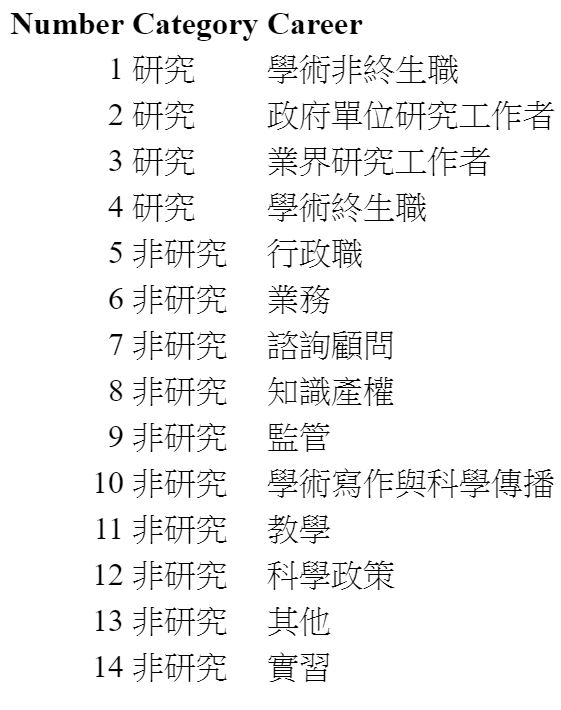 Number Category Career
1 研究 學術非終生職
2 研究 政府單位研究工作者
3 研究 業界研究工作者
4 研究 學術終生職
5 非研究 行政職
6 非研究 業務
7 非研究 諮詢顧問
8 非研究 知識產權
9 非研究 監管
10 非研究 學術寫作與科學傳播
11 非研究 教學
12 非研究 科學政策
13 非研究 其他
14 非研究 實習